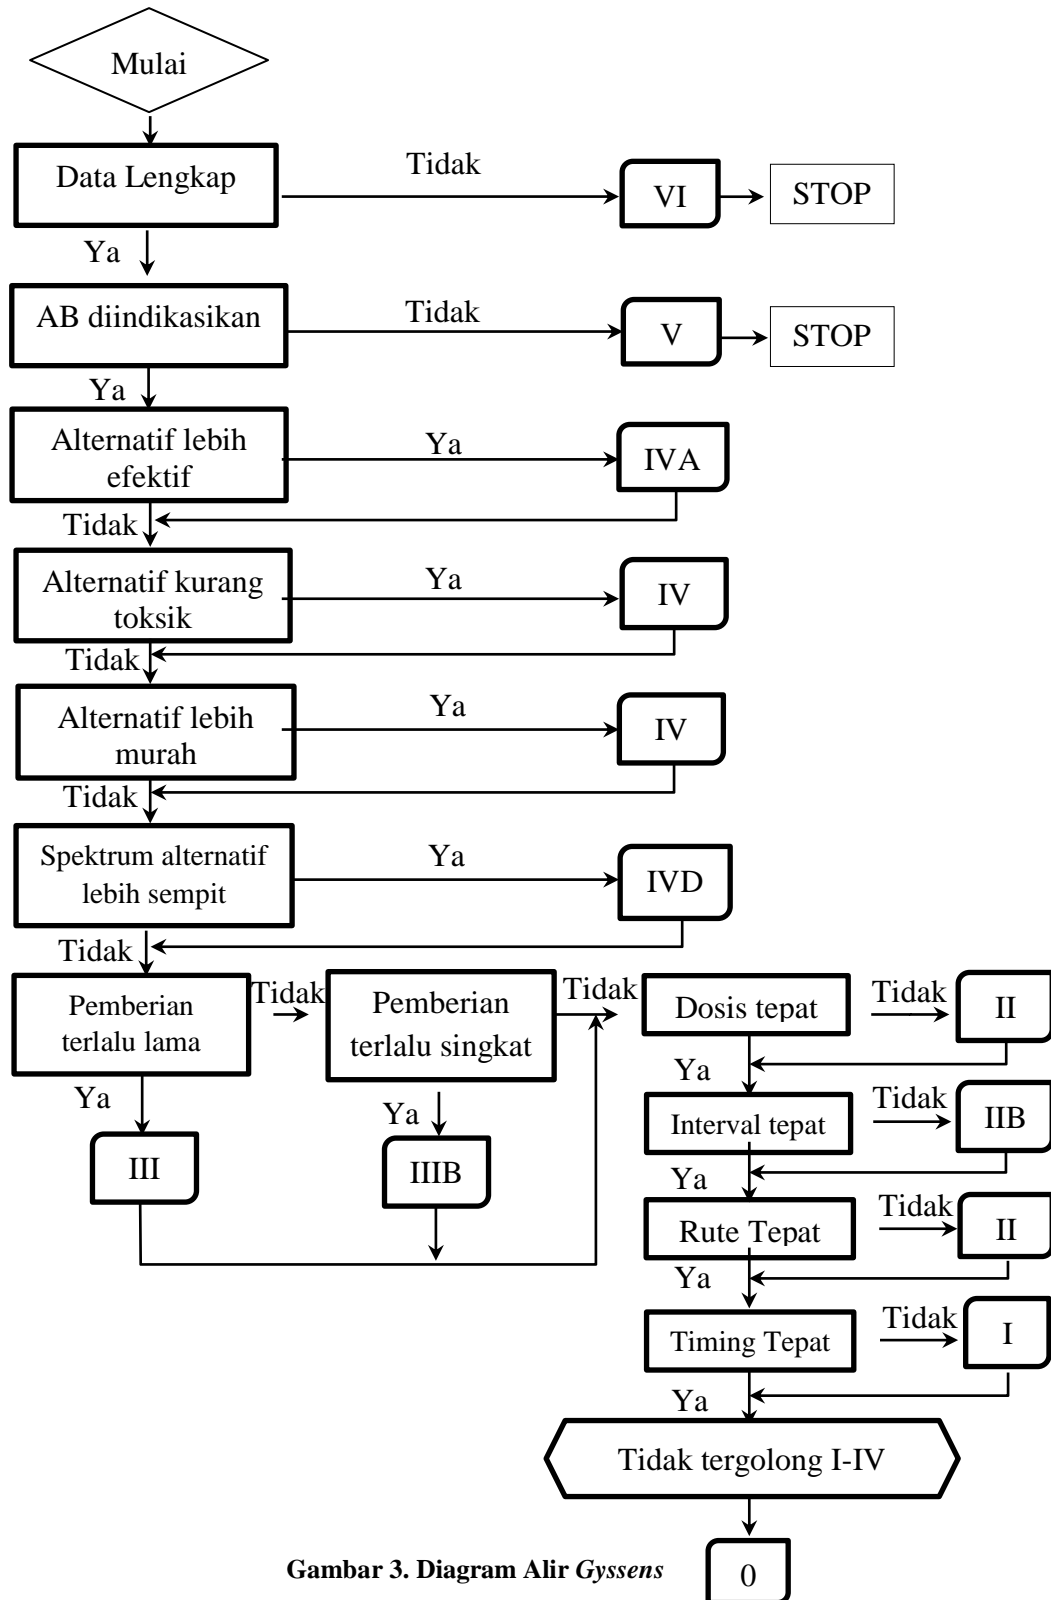 Mulai
Data Lengkap
Tidak
VI
STOP
Ya
AB diindikasikan
Tidak
V
STOP
Ya
Alternatif lebih
efektif
Ya
IVA
Tidak
Alternatif kurang
toksik
Ya
IV
Tidak
Alternatif lebih
murah
Ya
IV
Tidak
Spektrum alternatif
lebih sempit
Ya
IVD
Tidak
Pemberian
terlalu lama
Tidak
Pemberian
terlalu singkat
Tidak
Dosis tepat
Tidak
II
Ya
Ya
Ya
III
IIIB
Interval tepat
Tidak
IIB
Ya
Rute Tepat
Tidak
II
Ya
Timing Tepat
Tidak
I
Ya
Tidak tergolong I-IV
0
Gambar 3. Diagram Alir Gyssens